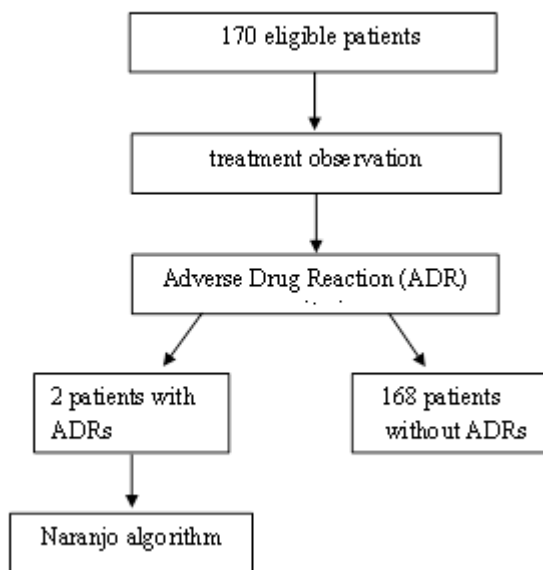 170 eligible patients
treatment observation
Adverse Drug Reaction (ADR)
2 patients with
ADRs
168 patients
without ADRs
Naranjo algorithm